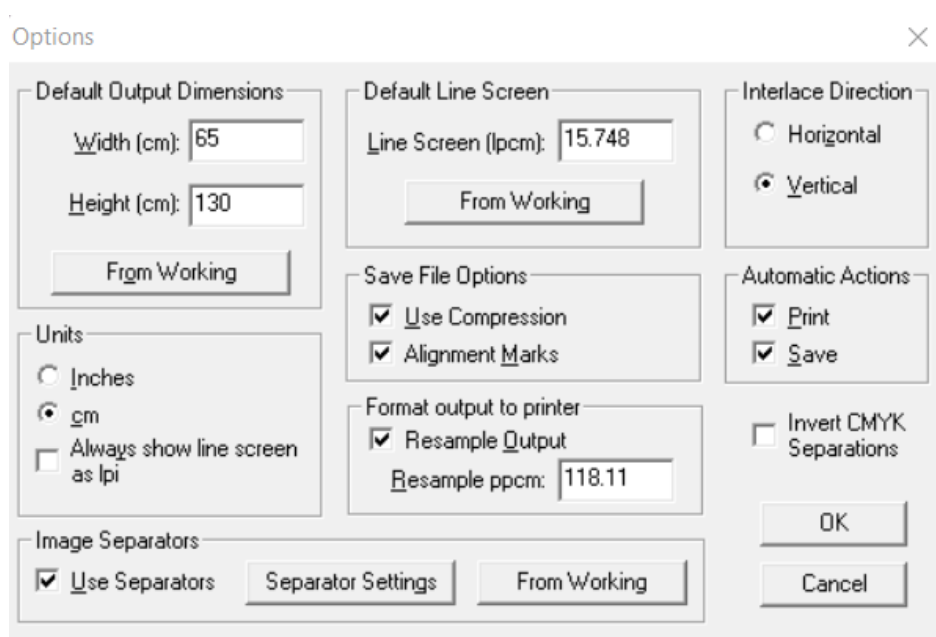 Options
Default Output Dimensions
Width (cm): 65
Height (cm): 130
From Working
Default Line Screen
Line Screen (lpcm): 15.748
From Working
Interlace Direction
Horizontal
Vertical
Save File Options
Use Compression
Alignment Marks
Automatic Actions
Print
Save
Units
Inches
cm
Always show line screen
as lpi
Format output to printer
Resample Output
Resample ppcm: 118.11
Invert CMYK
Separations
Image Separators
Use Separators Separator Settings From Working
OK
Cancel